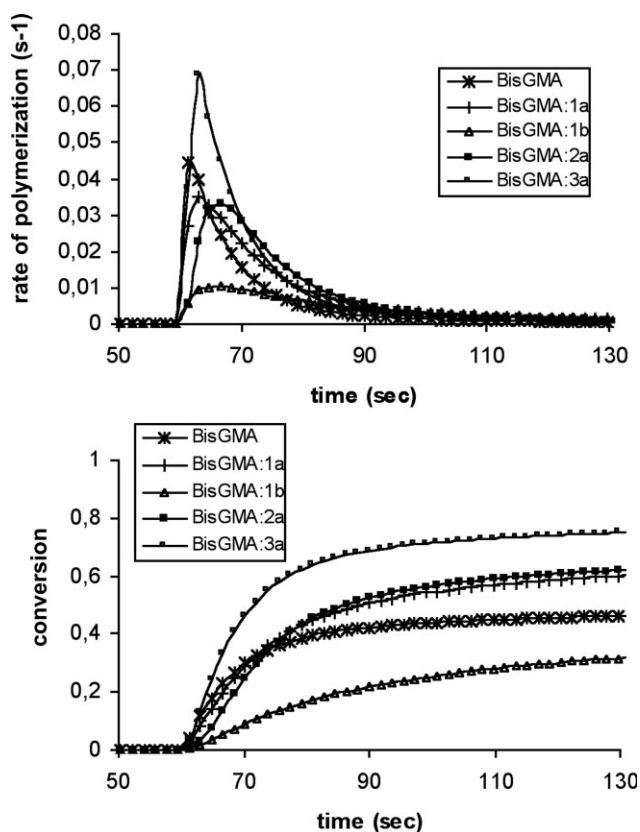 rate of polymerization (s-1)
0,08
0,07
0,06
0,05
0,04
0,03
0,02
0,01
0
50 70 90 110 130
time (sec)
BisGMA
BisGMA:1a
BisGMA:1b
BisGMA:2a
BisGMA:3a
BisGMA
BisGMA:1a
BisGMA:1b
BisGMA:2a
BisGMA:3a
conversion
1
0,8
0,6
0,4
0,2
0
50 70 90 110 130
time (sec)